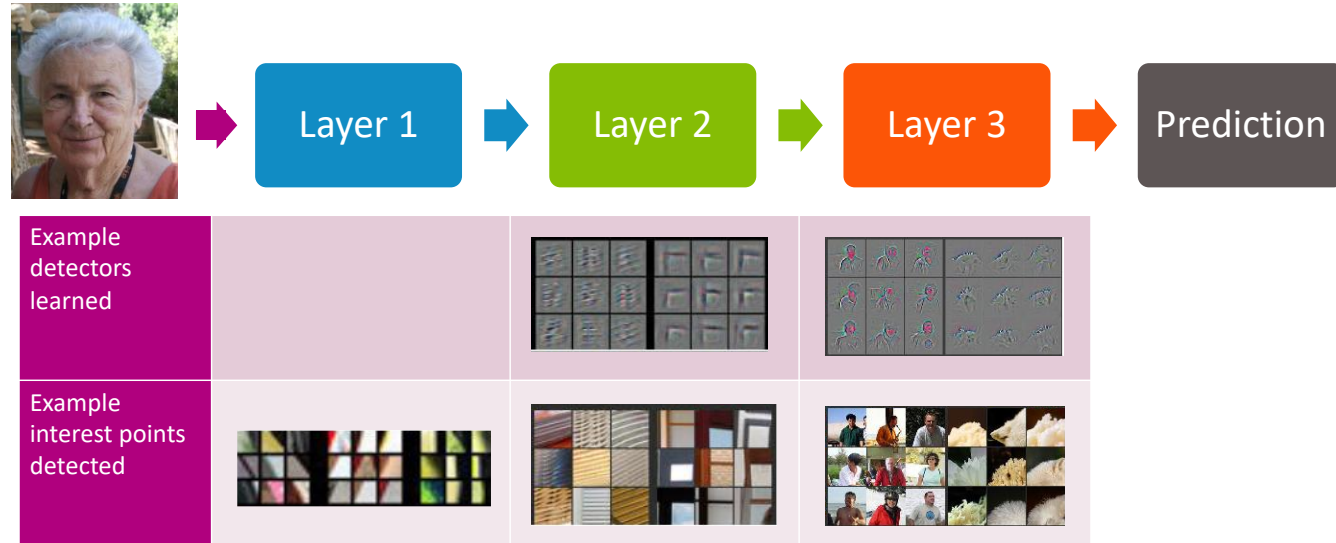 Layer 1
Layer 2
Layer 3
Prediction
Example
detectors
learned
Example
interest points
detected